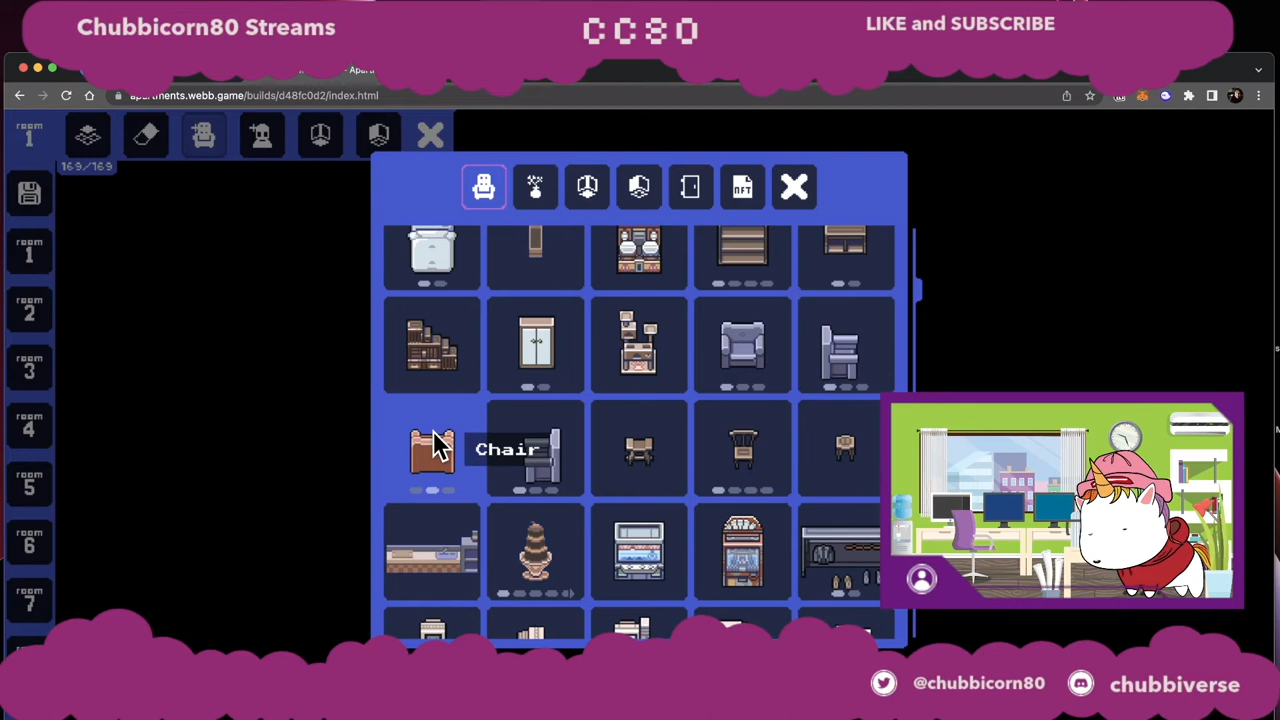 Chubbicorn80 Streams
CC80
LIKE and SUBSCRIBE
apartments.webb.game/builds/d48fc0d2/index.html
room
1
169/169
NFT
room
1
room
2
room
3
room
4
room
5
room
6
room
7
Chair
@chubbicorn80
chubbiverse